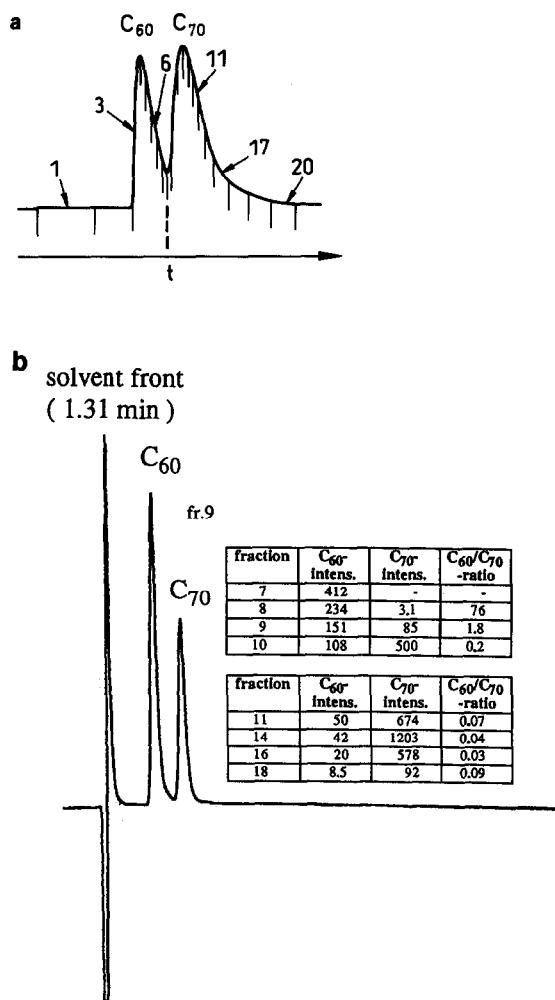 a
C60 C70
3 6 11
1 17 20
t
b
solvent front
( 1.31 min )
C60
fr.9
C70
fraction C60- intens. C70- intens. C60/C70 -ratio
7 412 - -
8 234 3.1 76
9 151 85 1.8
10 108 500 0.2
fraction C60- intens. C70- intens. C60/C70 -ratio
11 50 674 0.07
14 42 1203 0.04
16 20 578 0.03
18 8.5 92 0.09